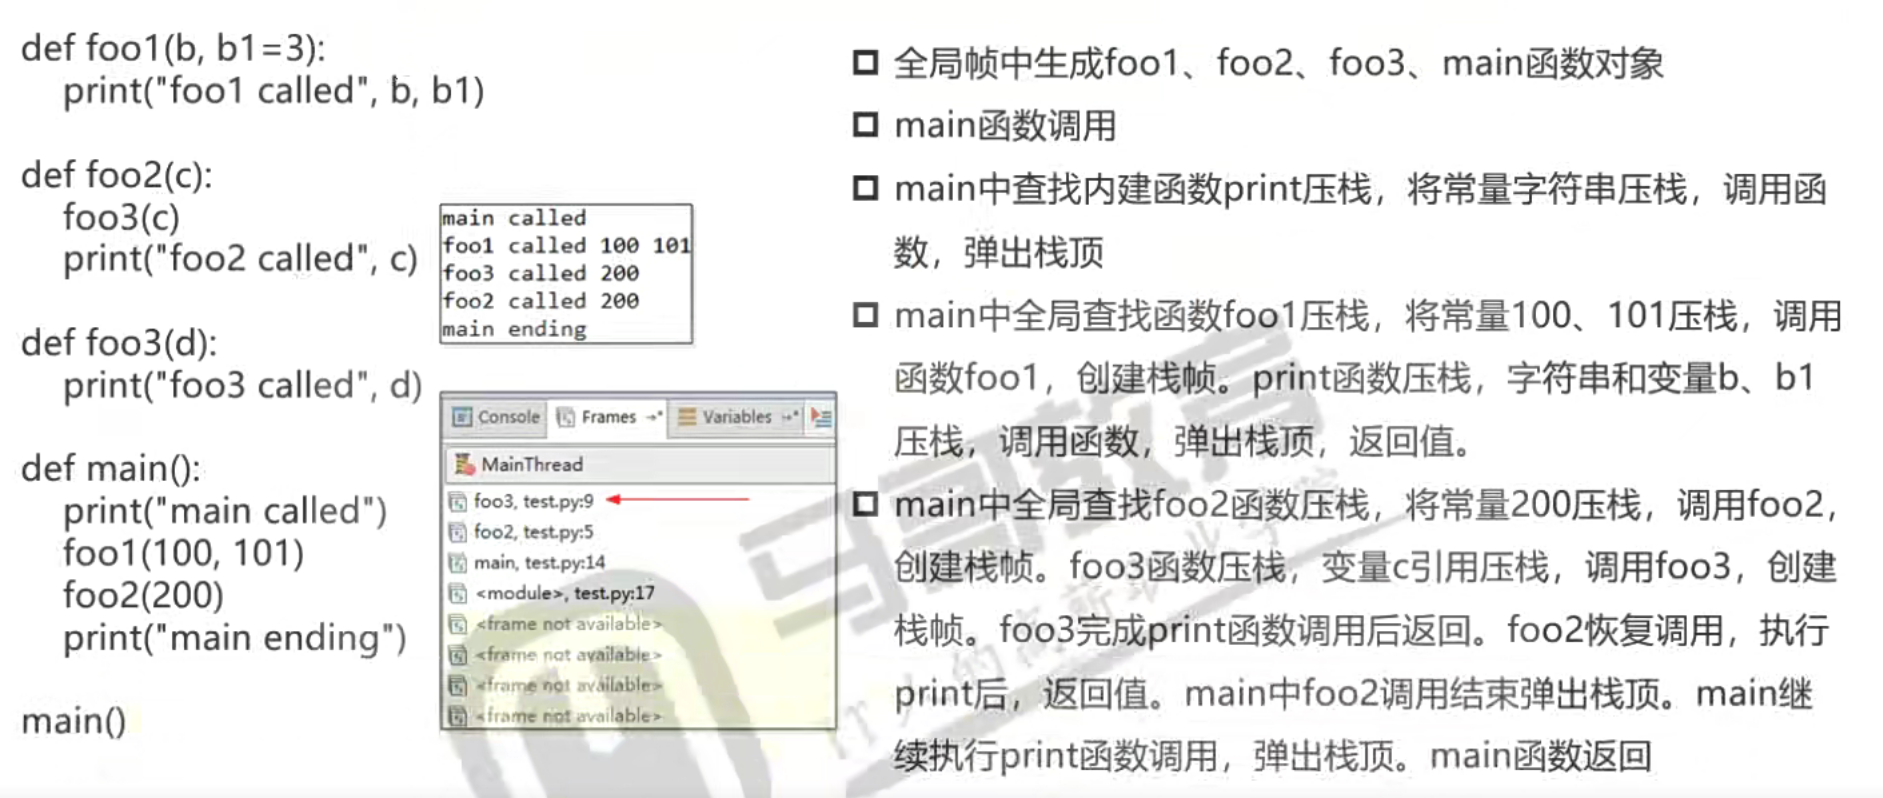 def foo1(b, b1=3):
print("foo1 called", b, b1)
def foo2(c):
foo3(c)
print("foo2 called", c)
def foo3(d):
print("foo3 called", d)
def main():
print("main called")
foo1(100, 101)
foo2(200)
print("main ending")
main()
main called
foo1 called 100 101
foo3 called 200
foo2 called 200
main ending
Console Frames Variables
MainThread
foo3, test.py:9
foo2, test.py:5
main, test.py:14
<module>, test.py:17
<frame not available>
<frame not available>
<frame not available>
<frame not available>
全局帧中生成foo1、foo2、foo3、main函数对象
main函数调用
main中查找内建函数print压栈，将常量字符串压栈，调用函
数，弹出栈顶
main中全局查找函数foo1压栈，将常量100、101压栈，调用
函数foo1，创建栈帧。print函数压栈，字符串和变量b、b1
压栈，调用函数，弹出栈顶，返回值。
main中全局查找foo2函数压栈，将常量200压栈，调用foo2，
创建栈帧。foo3函数压栈，变量c引用压栈，调用foo3，创建
栈帧。foo3完成print函数调用后返回。foo2恢复调用，执行
print后，返回值。main中foo2调用结束弹出栈顶。main继
续执行print函数调用，弹出栈顶。main函数返回
马哥教育